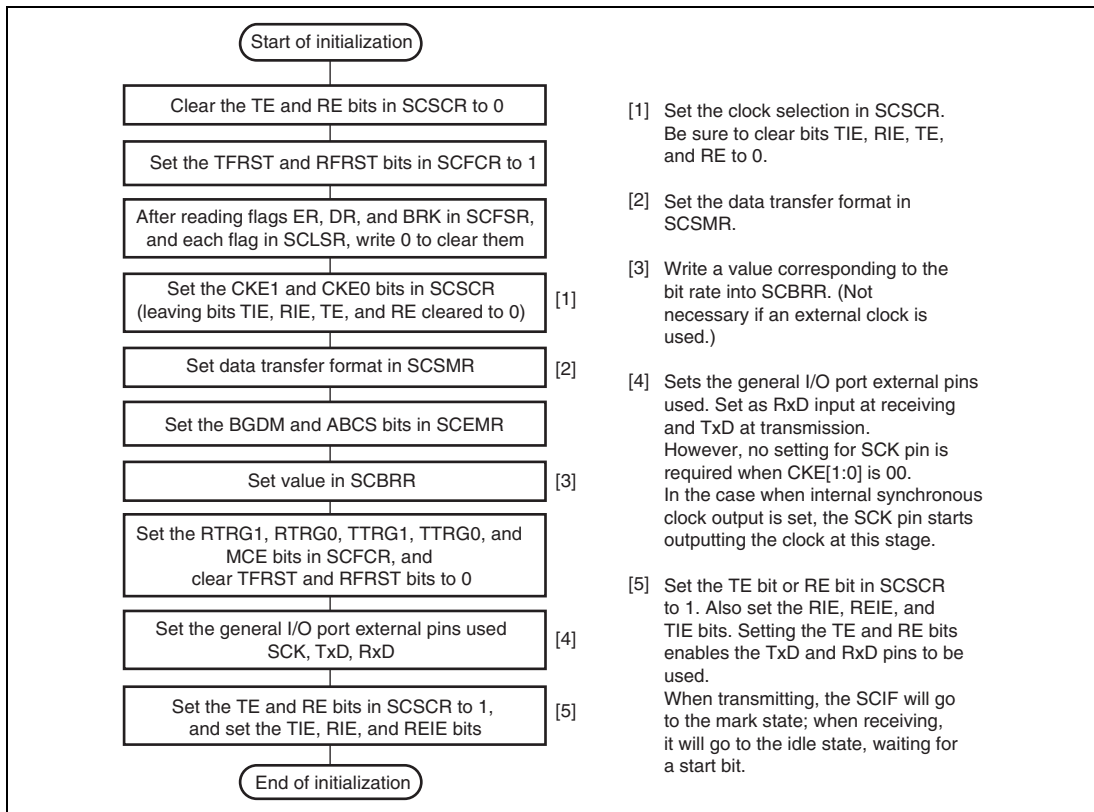 Start of initialization
Clear the TE and RE bits in SCSCR to 0
Set the TFRST and RFRST bits in SCFCR to 1
After reading flags ER, DR, and BRK in SCFSR,
and each flag in SCLSR, write 0 to clear them
Set the CKE1 and CKE0 bits in SCSCR
(leaving bits TIE, RIE, TE, and RE cleared to 0)
[1]
Set data transfer format in SCSMR
[2]
Set the BGDM and ABCS bits in SCEMR
Set value in SCBRR
[3]
Set the RTRG1, RTRG0, TTRG1, TTRG0, and
MCE bits in SCFCR, and
clear TFRST and RFRST bits to 0
Set the general I/O port external pins used
SCK, TxD, RxD
[4]
Set the TE and RE bits in SCSCR to 1,
and set the TIE, RIE, and REIE bits
[5]
End of initialization
[1] Set the clock selection in SCSCR.
Be sure to clear bits TIE, RIE, TE,
and RE to 0.
[2] Set the data transfer format in
SCSMR.
[3] Write a value corresponding to the
bit rate into SCBRR. (Not
necessary if an external clock is
used.)
[4] Sets the general I/O port external pins
used. Set as RxD input at receiving
and TxD at transmission.
However, no setting for SCK pin is
required when CKE[1:0] is 00.
In the case when internal synchronous
clock output is set, the SCK pin starts
outputting the clock at this stage.
[5] Set the TE bit or RE bit in SCSCR
to 1. Also set the RIE, REIE, and
TIE bits. Setting the TE and RE bits
enables the TxD and RxD pins to be
used.
When transmitting, the SCIF will go
to the mark state; when receiving,
it will go to the idle state, waiting for
a start bit.